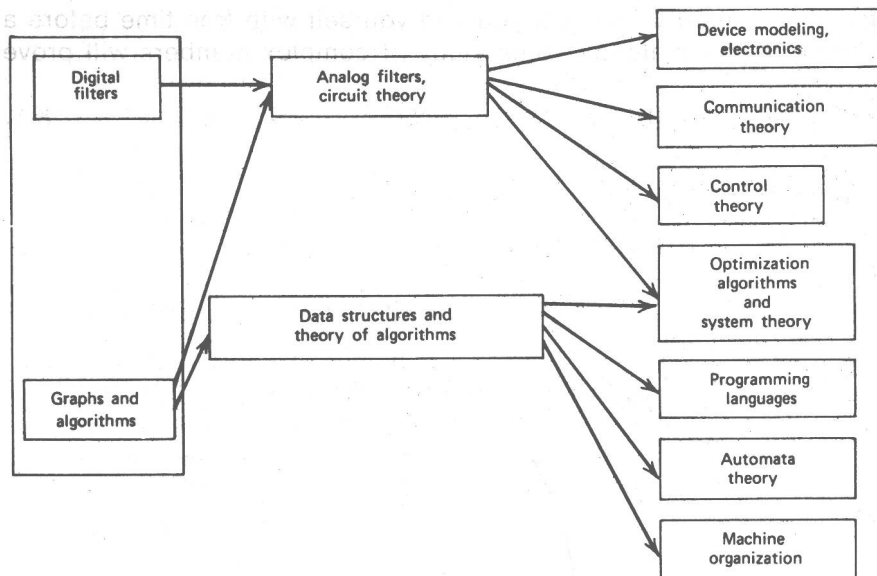 Device modeling,
electronics
Digital
filters
Analog filters,
circuit theory
Communication
theory
Control
theory
Optimization
algorithms
and
system theory
Data structures and
theory of algorithms
Graphs and
algorithms
Programming
languages
Automata
theory
Machine
organization